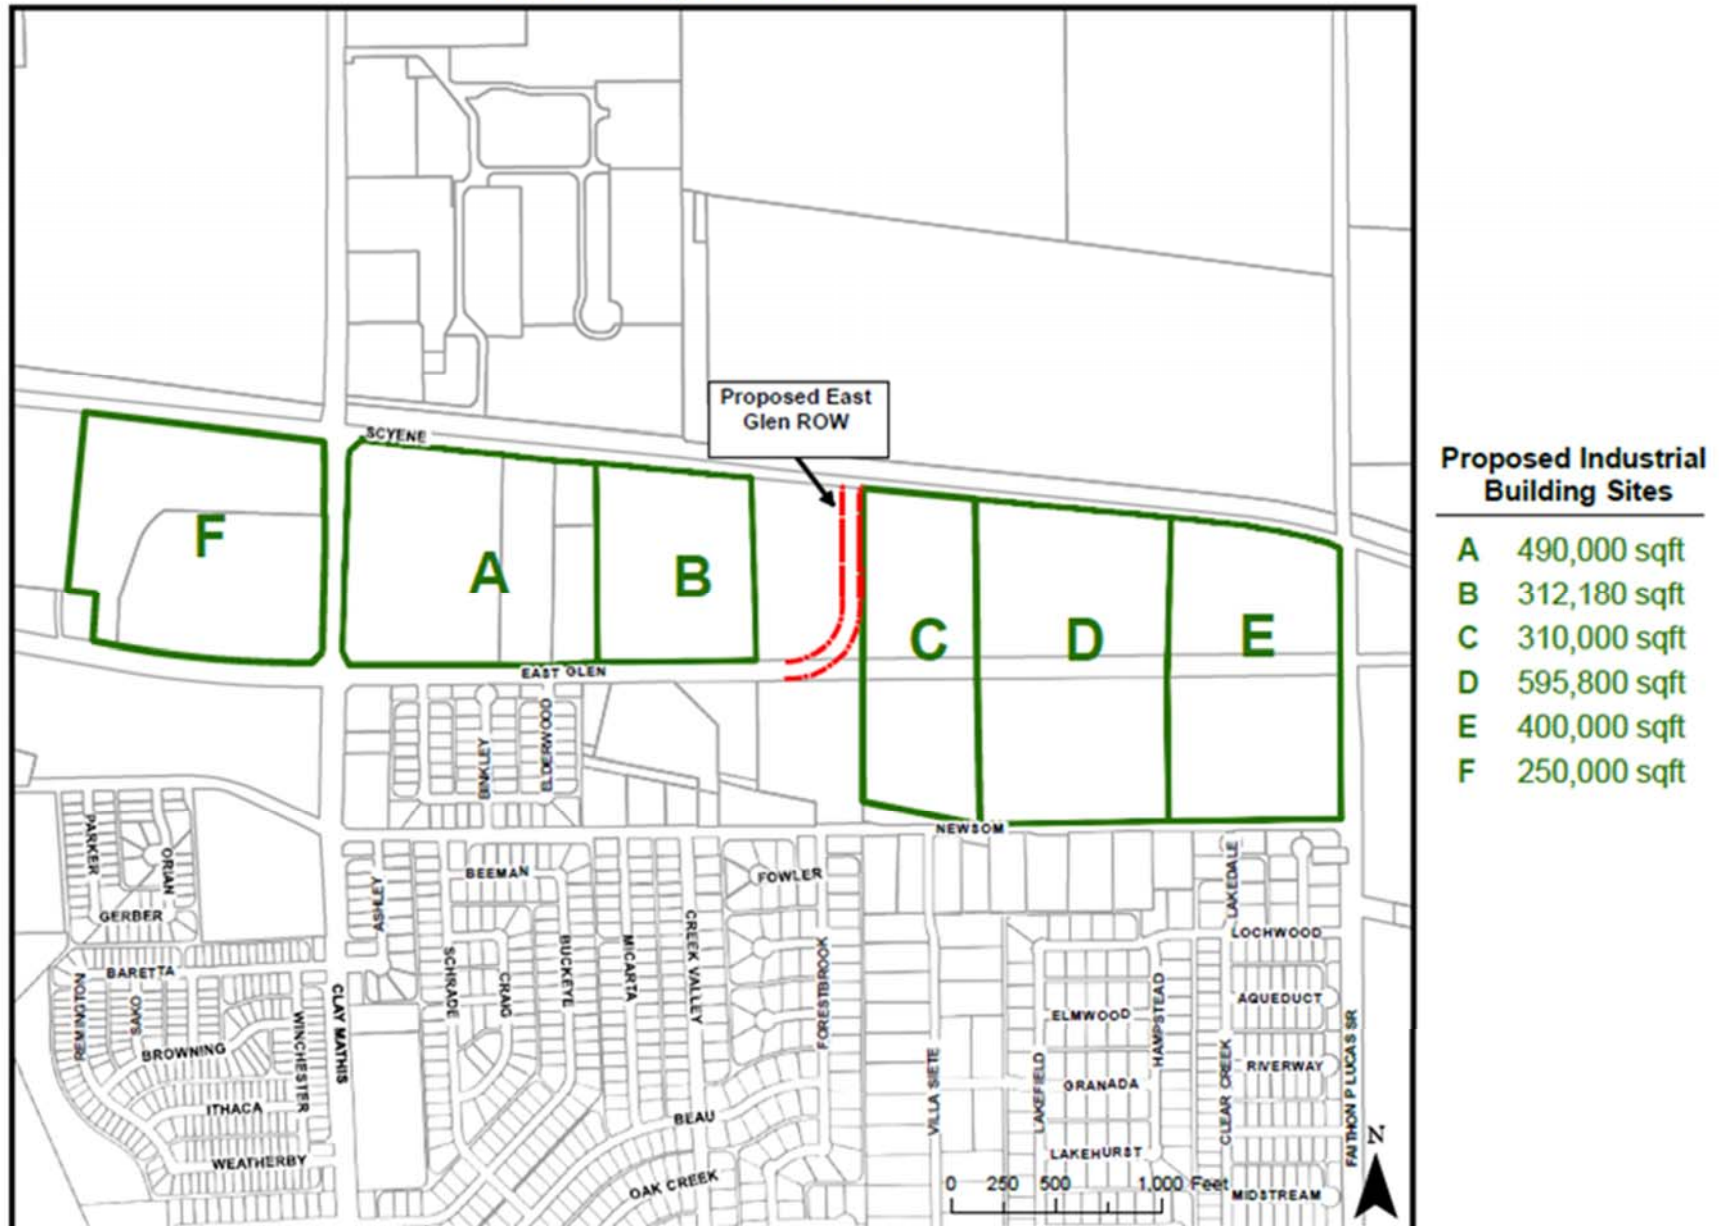 Proposed East
Glen ROW
SCYENE
F
A
B
C
D
E
EAST GLEN
BINKLEY
ELDERWOOD
NEWSOM
PARKER
ORIAN
GERBER
ASHLEY
BEEMAN
FOWLER
LAKEDALE
LOCHWOOD
BARETTA
REMINGTON
SAKO
BROWNING
WINCHESTER
CLAY MATHIS
SCHRADE
CRAIG
BUCKEYE
MICARTA
CREEK VALLEY
FORESTBROOK
ELMWOOD
HAMPSTEAD
AQUEDUCT
RIVERWAY
GRANADA
LAKEFIELD
VILLA SIETE
CLEAR CREEK
FAITHON P LUCAS SR
ITHACA
WEATHERBY
BEAU
OAK CREEK
LAKEHURST
MIDSTREAM
N
0 250 500 1,000 Feet
Proposed Industrial
Building Sites
A 490,000 sqft
B 312,180 sqft
C 310,000 sqft
D 595,800 sqft
E 400,000 sqft
F 250,000 sqft